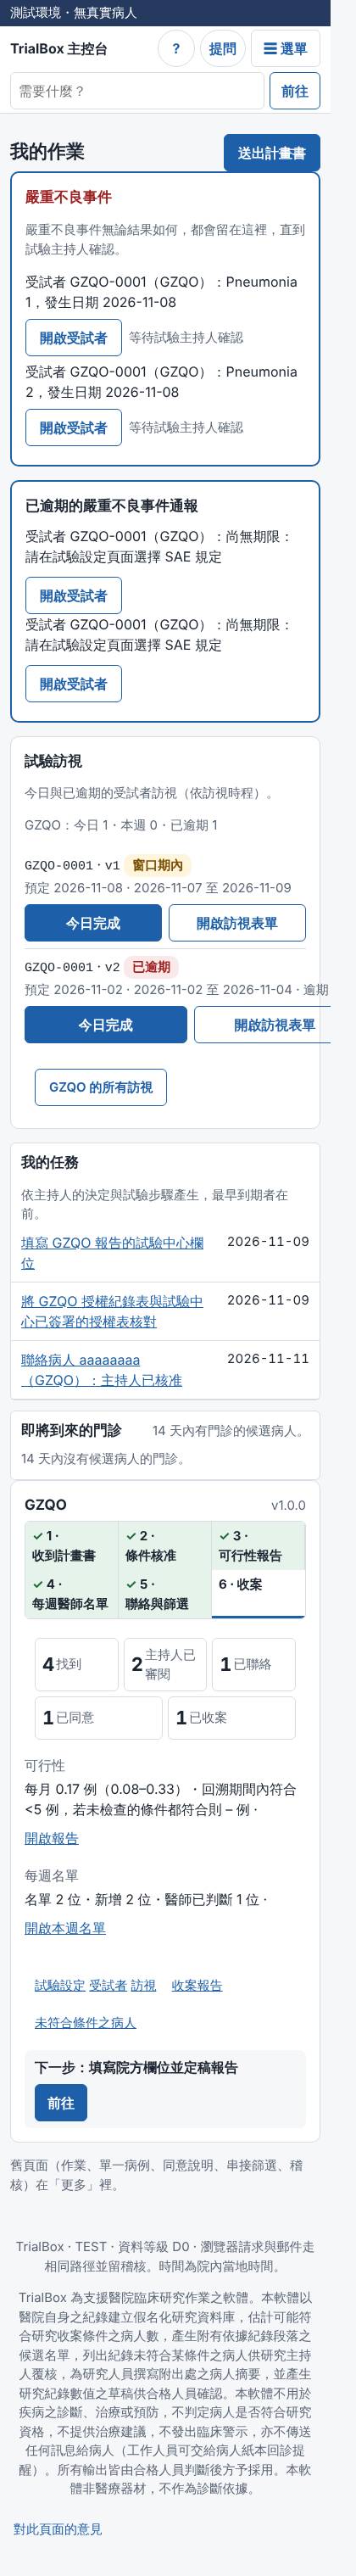 測試環境・無真實病人
TrialBox 主控台
?
提問
☰ 選單
需要什麼？
前往
我的作業
送出計畫書
嚴重不良事件
嚴重不良事件無論結果如何，都會留在這裡，直到
試驗主持人確認。
受試者 GZQO-0001（GZQO）：Pneumonia
1，發生日期 2026-11-08
開啟受試者 等待試驗主持人確認
受試者 GZQO-0001（GZQO）：Pneumonia
2，發生日期 2026-11-08
開啟受試者 等待試驗主持人確認
已逾期的嚴重不良事件通報
受試者 GZQO-0001（GZQO）：尚無期限：
請在試驗設定頁面選擇 SAE 規定
開啟受試者
受試者 GZQO-0001（GZQO）：尚無期限：
請在試驗設定頁面選擇 SAE 規定
開啟受試者
試驗訪視
今日與已逾期的受試者訪視（依訪視時程）。
GZQO：今日 1・本週 0・已逾期 1
GZQO-0001・v1 窗口期內
預定 2026-11-08 · 2026-11-07 至 2026-11-09
今日完成 開啟訪視表單
GZQO-0001・v2 已逾期
預定 2026-11-02 · 2026-11-02 至 2026-11-04 · 逾期
今日完成 開啟訪視表單
GZQO 的所有訪視
我的任務
依主持人的決定與試驗步驟產生，最早到期者在
前。
填寫 GZQO 報告的試驗中心欄 2026-11-09
位
將 GZQO 授權紀錄表與試驗中 2026-11-09
心已簽署的授權表核對
聯絡病人 aaaaaaaa 2026-11-11
（GZQO）：主持人已核准
即將到來的門診 14 天內有門診的候選病人。
14 天內沒有候選病人的門診。
GZQO v1.0.0
✓ 1 · ✓ 2 · ✓ 3 ·
收到計畫書 條件核准 可行性報告
✓ 4 · ✓ 5 · 6 · 收案
每週醫師名單 聯絡與篩選
4 找到 2 主持人已 1 已聯絡
審閱
1 已同意 1 已收案
可行性
每月 0.17 例（0.08–0.33）・回溯期間內符合
<5 例，若未檢查的條件都符合則 – 例 ·
開啟報告
每週名單
名單 2 位・新增 2 位・醫師已判斷 1 位 ·
開啟本週名單
試驗設定 受試者 訪視 收案報告
未符合條件之病人
下一步：填寫院方欄位並定稿報告
前往
舊頁面（作業、單一病例、同意說明、串接篩選、稽
核）在「更多」裡。
TrialBox · TEST · 資料等級 D0 · 瀏覽器請求與郵件走
相同路徑並留稽核。時間為院內當地時間。
TrialBox 為支援醫院臨床研究作業之軟體。本軟體以
醫院自身之紀錄建立假名化研究資料庫，估計可能符
合研究收案條件之病人數，產生附有依據紀錄段落之
候選名單，列出紀錄未符合某條件之病人供研究主持
人覆核，為研究人員撰寫附出處之病人摘要，並產生
研究紀錄數值之草稿供合格人員確認。本軟體不用於
疾病之診斷、治療或預防，不判定病人是否符合研究
資格，不提供治療建議，不發出臨床警示，亦不傳送
任何訊息給病人（工作人員可交給病人紙本回診提
醒）。所有輸出皆由合格人員判斷後方予採用。本軟
體非醫療器材，不作為診斷依據。
對此頁面的意見